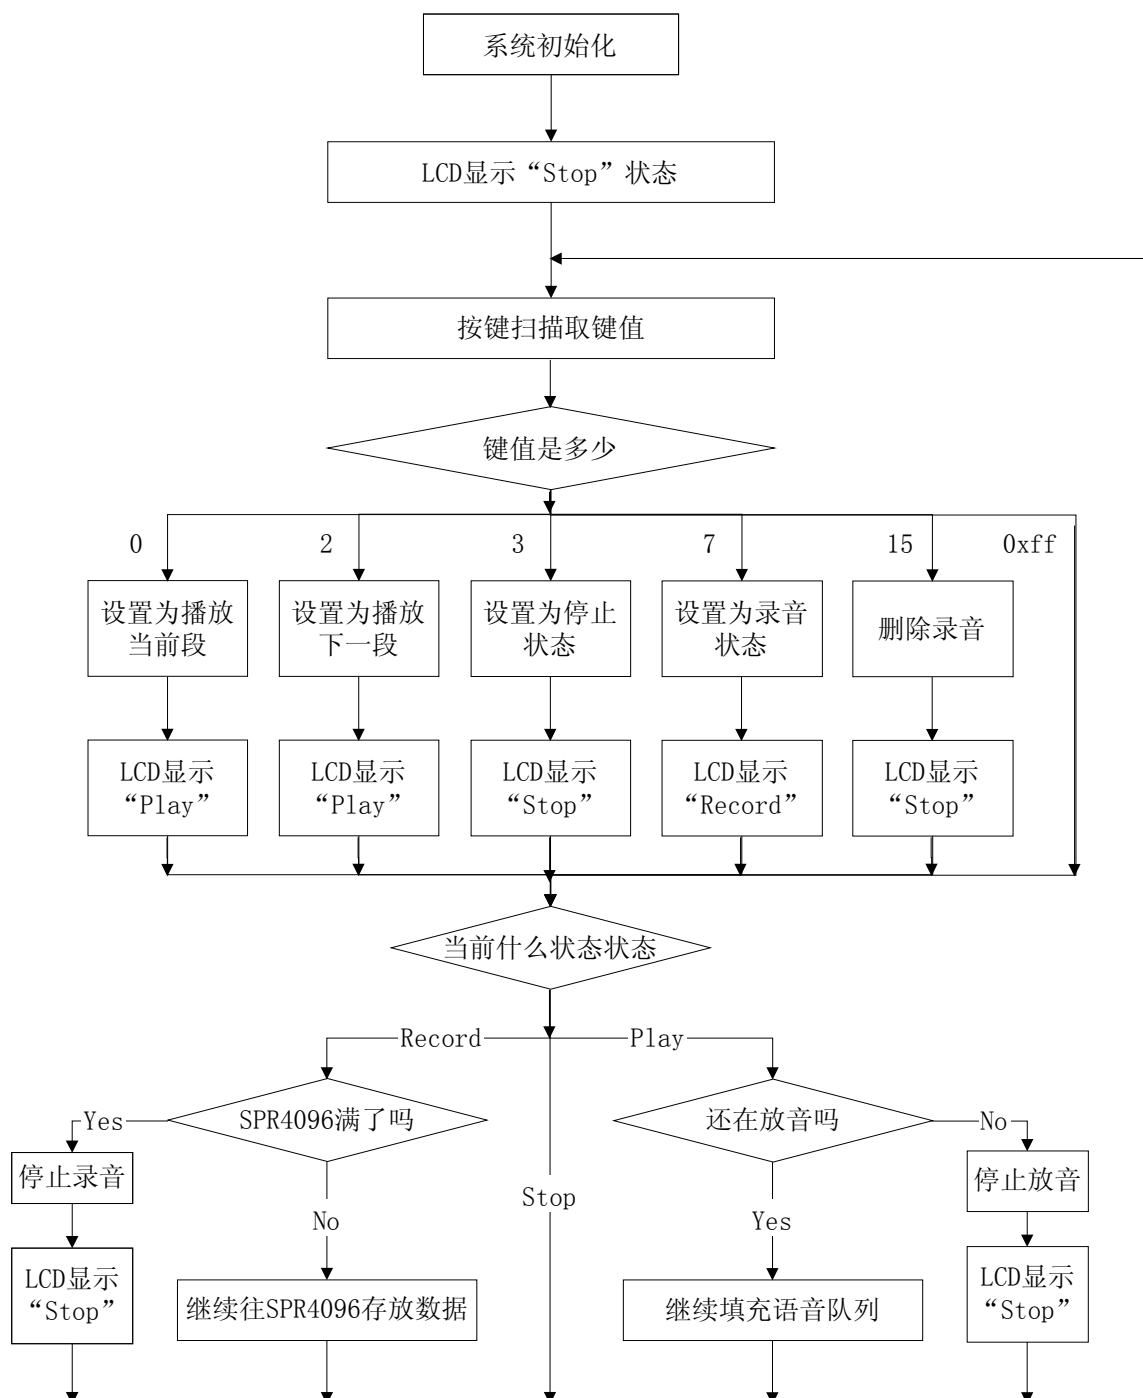 系统初始化
LCD显示“Stop”状态
按键扫描取键值
键值是多少
0
2
3
7
15
0xff
设置为播放
当前段
设置为播放
下一段
设置为停止
状态
设置为录音
状态
删除录音
LCD显示
“Play”
LCD显示
“Play”
LCD显示
“Stop”
LCD显示
“Record”
LCD显示
“Stop”
当前什么状态状态
Record
Play
Yes
SPR4096满了吗
还在放音吗
No
停止录音
停止放音
Stop
No
Yes
LCD显示
“Stop”
继续往SPR4096存放数据
继续填充语音队列
LCD显示
“Stop”